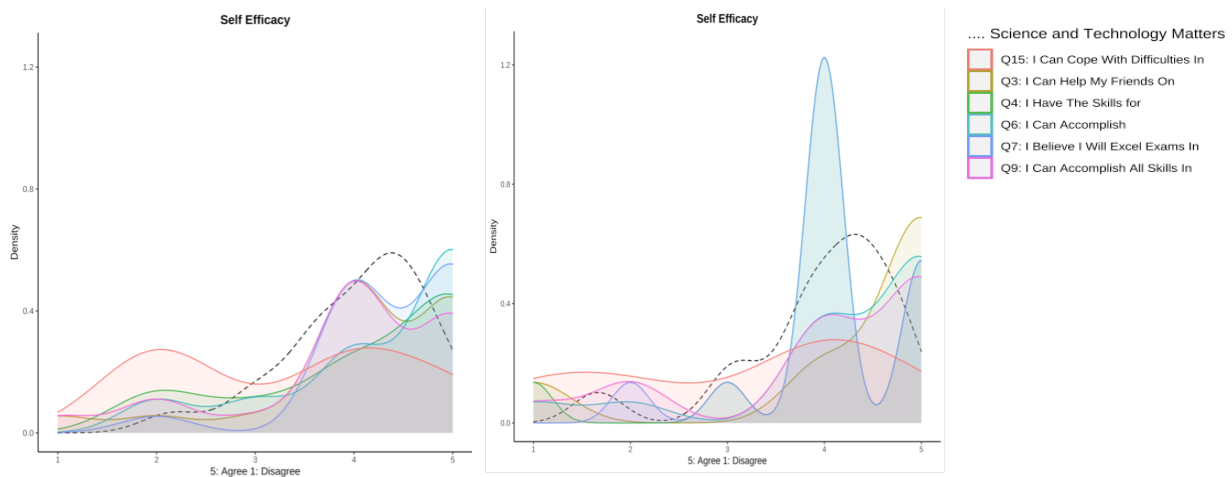 Self Efficacy
1.2
0.8
0.4
0.0
Density
1 2 3 4 5
5: Agree 1: Disagree
Self Efficacy
1.2
0.8
0.4
0.0
Density
1 2 3 4 5
5: Agree 1: Disagree
.... Science and Technology Matters
Q15: I Can Cope With Difficulties In
Q3: I Can Help My Friends On
Q4: I Have The Skills for
Q6: I Can Accomplish
Q7: I Believe I Will Excel Exams In
Q9: I Can Accomplish All Skills In